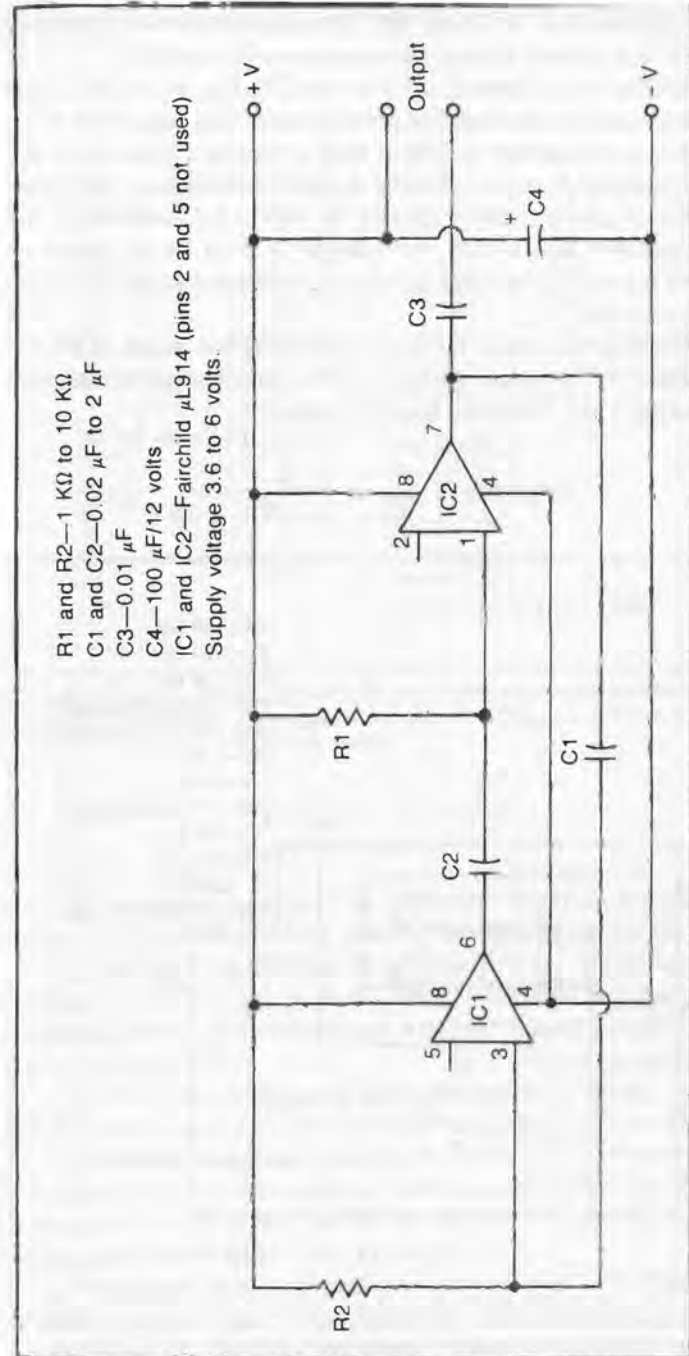 R1 and R2—1 KΩ to 10 KΩ
C1 and C2—0.02 µF to 2 µF
C3—0.01 µF
C4—100 µF/12 volts
IC1 and IC2—Fairchild µL914 (pins 2 and 5 not used)
Supply voltage 3.6 to 6 volts.
+ V
Output
- V
R2
R1
5
3
8
4
6
IC1
C2
2
1
8
4
7
IC2
C3
+
C4
C1